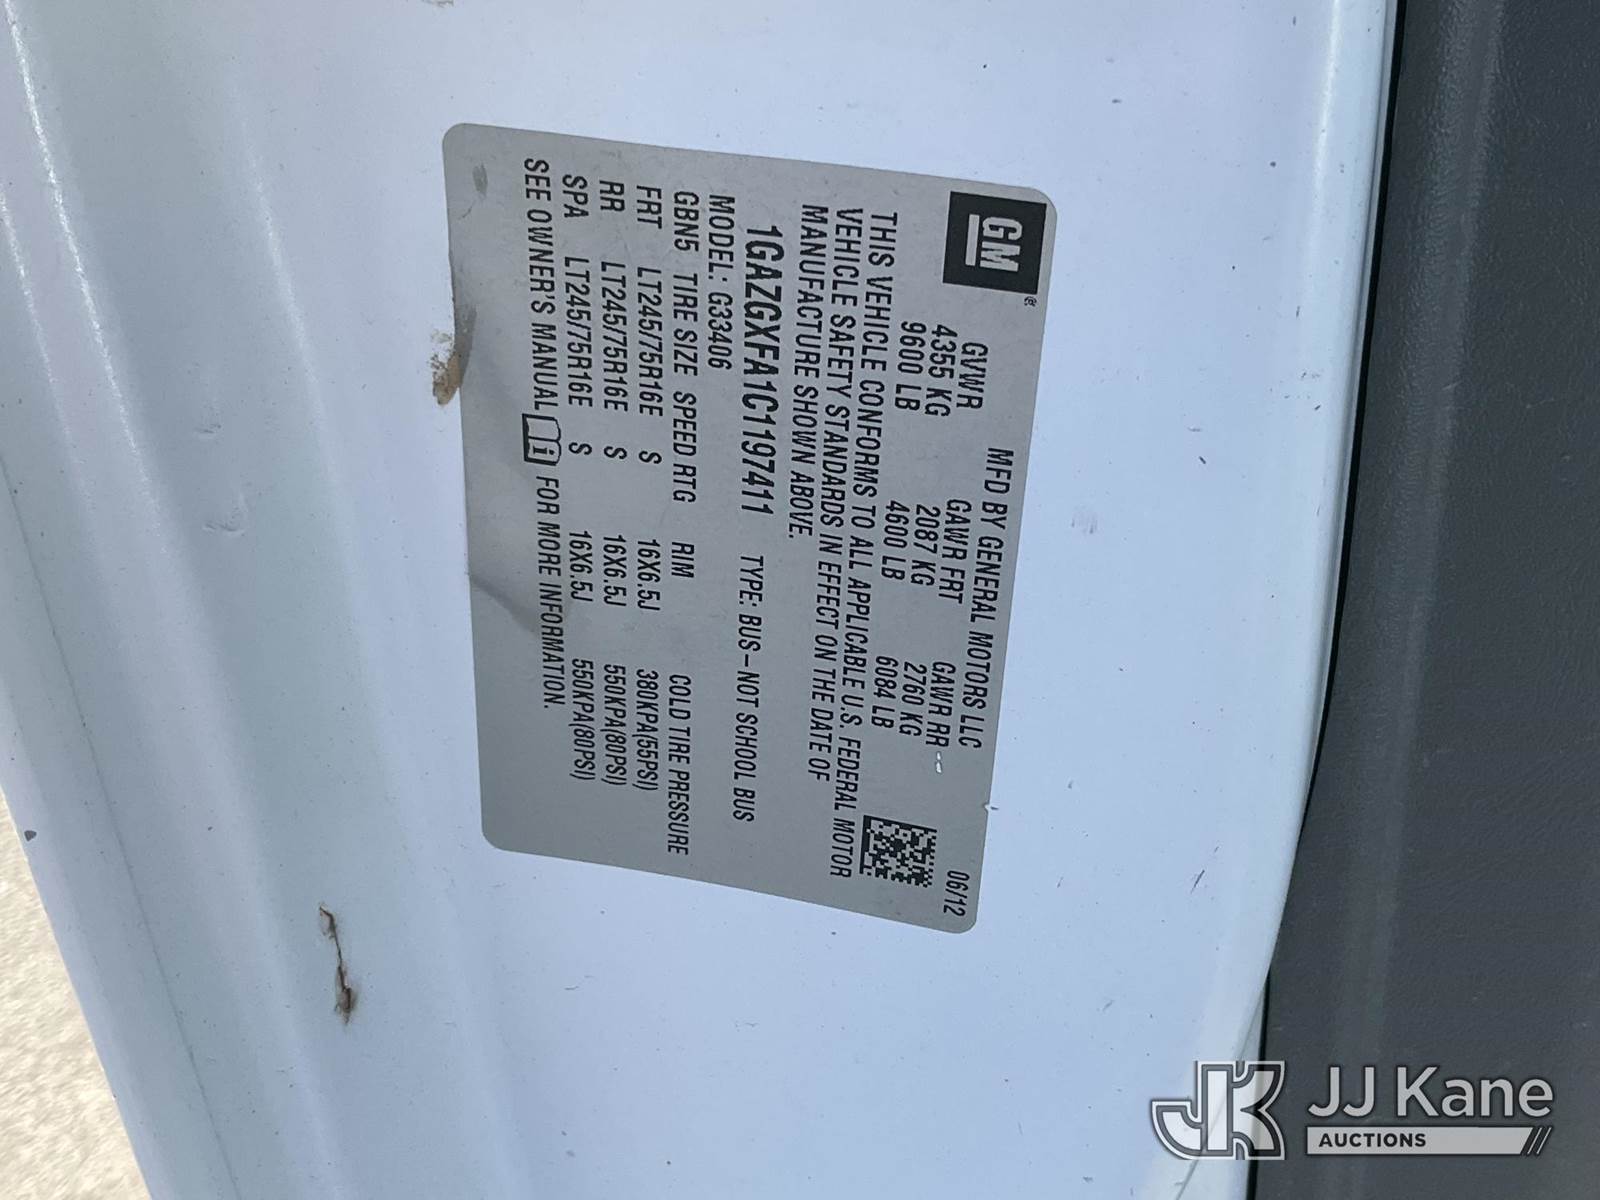 GM®
MFD BY GENERAL MOTORS LLC 06/12
GVWR GAWR FRT GAWR RR
4355 KG 2087 KG 2760 KG
9600 LB 4600 LB 6084 LB
THIS VEHICLE CONFORMS TO ALL APPLICABLE U.S. FEDERAL MOTOR
VEHICLE SAFETY STANDARDS IN EFFECT ON THE DATE OF
MANUFACTURE SHOWN ABOVE.
1GAZGXFA1C1197411 TYPE: BUS–NOT SCHOOL BUS
MODEL: G33406
GBN5 TIRE SIZE SPEED RTG RIM COLD TIRE PRESSURE
FRT LT245/75R16E S 16X6.5J 380KPA(55PSI)
RR LT245/75R16E S 16X6.5J 550KPA(80PSI)
SPA LT245/75R16E S 16X6.5J 550KPA(80PSI)
SEE OWNER'S MANUAL i FOR MORE INFORMATION.
JK JJ Kane
AUCTIONS